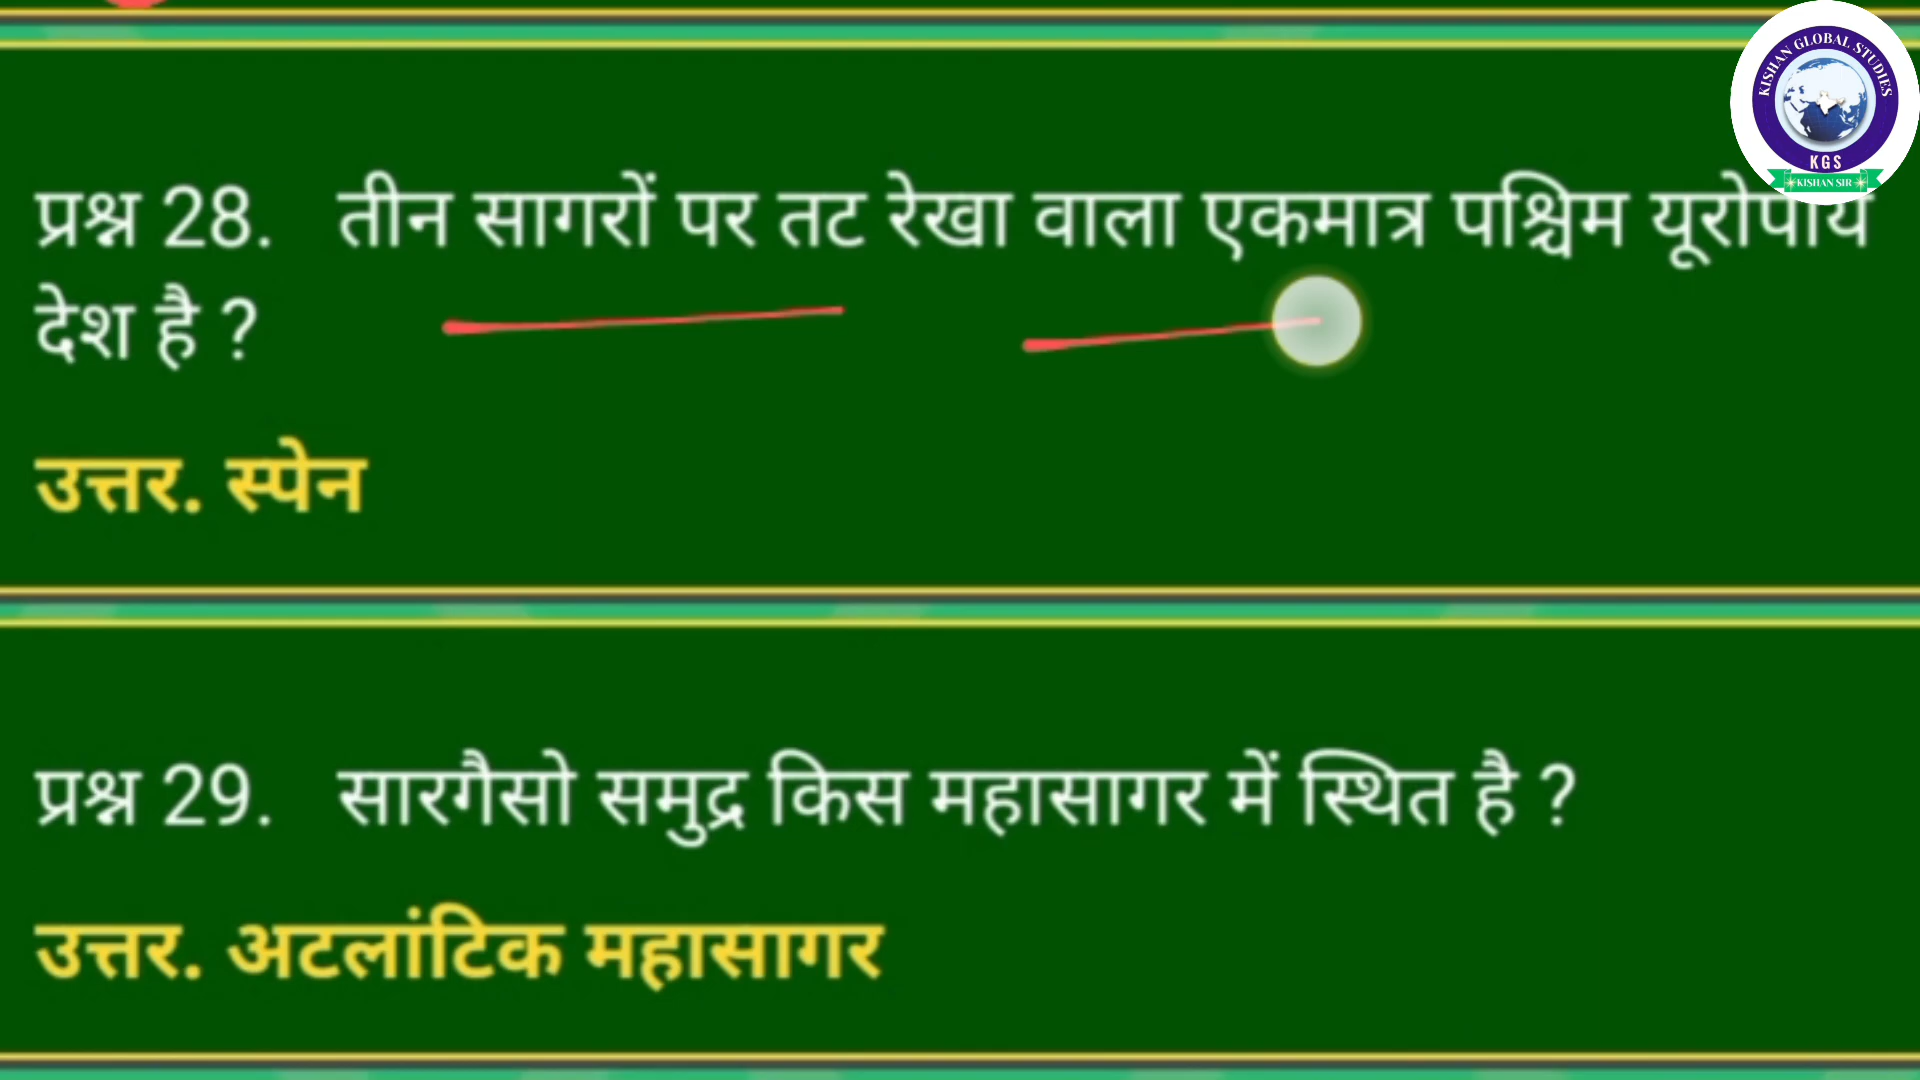 KISHAN GLOBAL STUDIES
KGS
KISHAN SIR
प्रश्न 28. तीन सागरों पर तट रेखा वाला एकमात्र पश्चिम यूरोपीय
देश है ?
उत्तर. स्पेन
प्रश्न 29. सारगैसो समुद्र किस महासागर में स्थित है ?
उत्तर. अटलांटिक महासागर